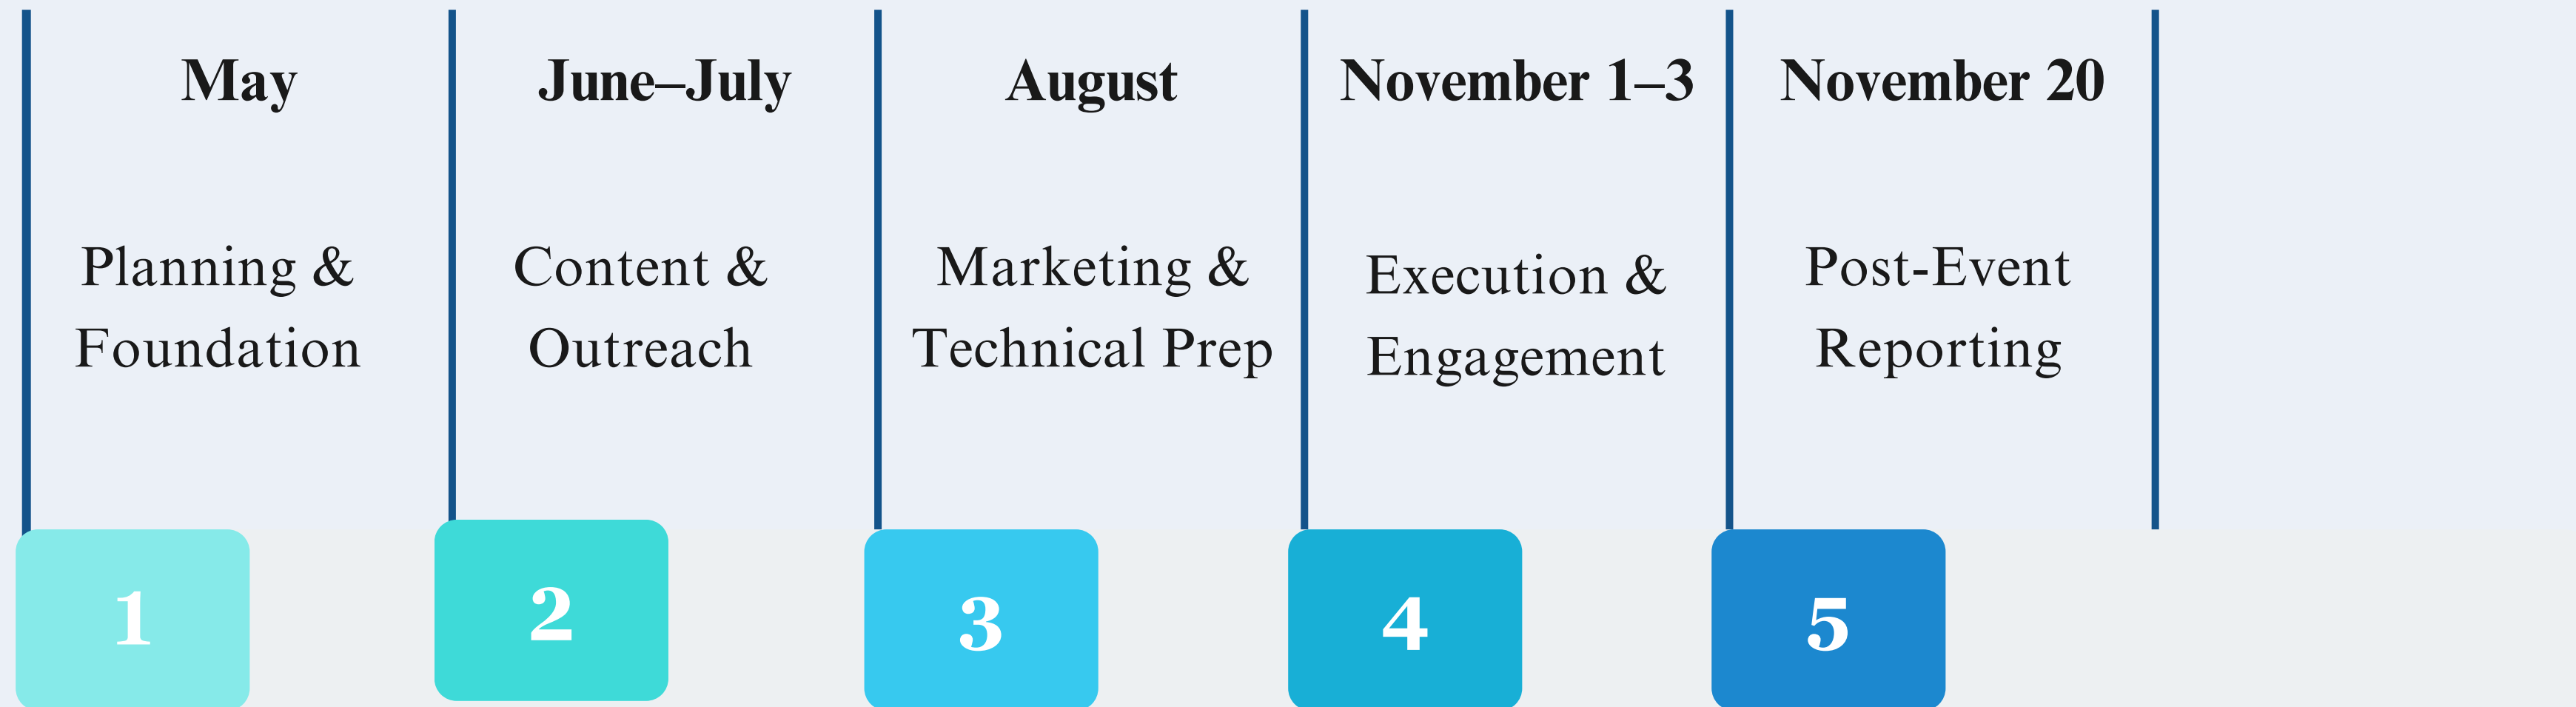 May
Planning &
Foundation
1
June–July
Content &
Outreach
2
August
Marketing &
Technical Prep
3
November 1–3
Execution &
Engagement
4
November 20
Post-Event
Reporting
5